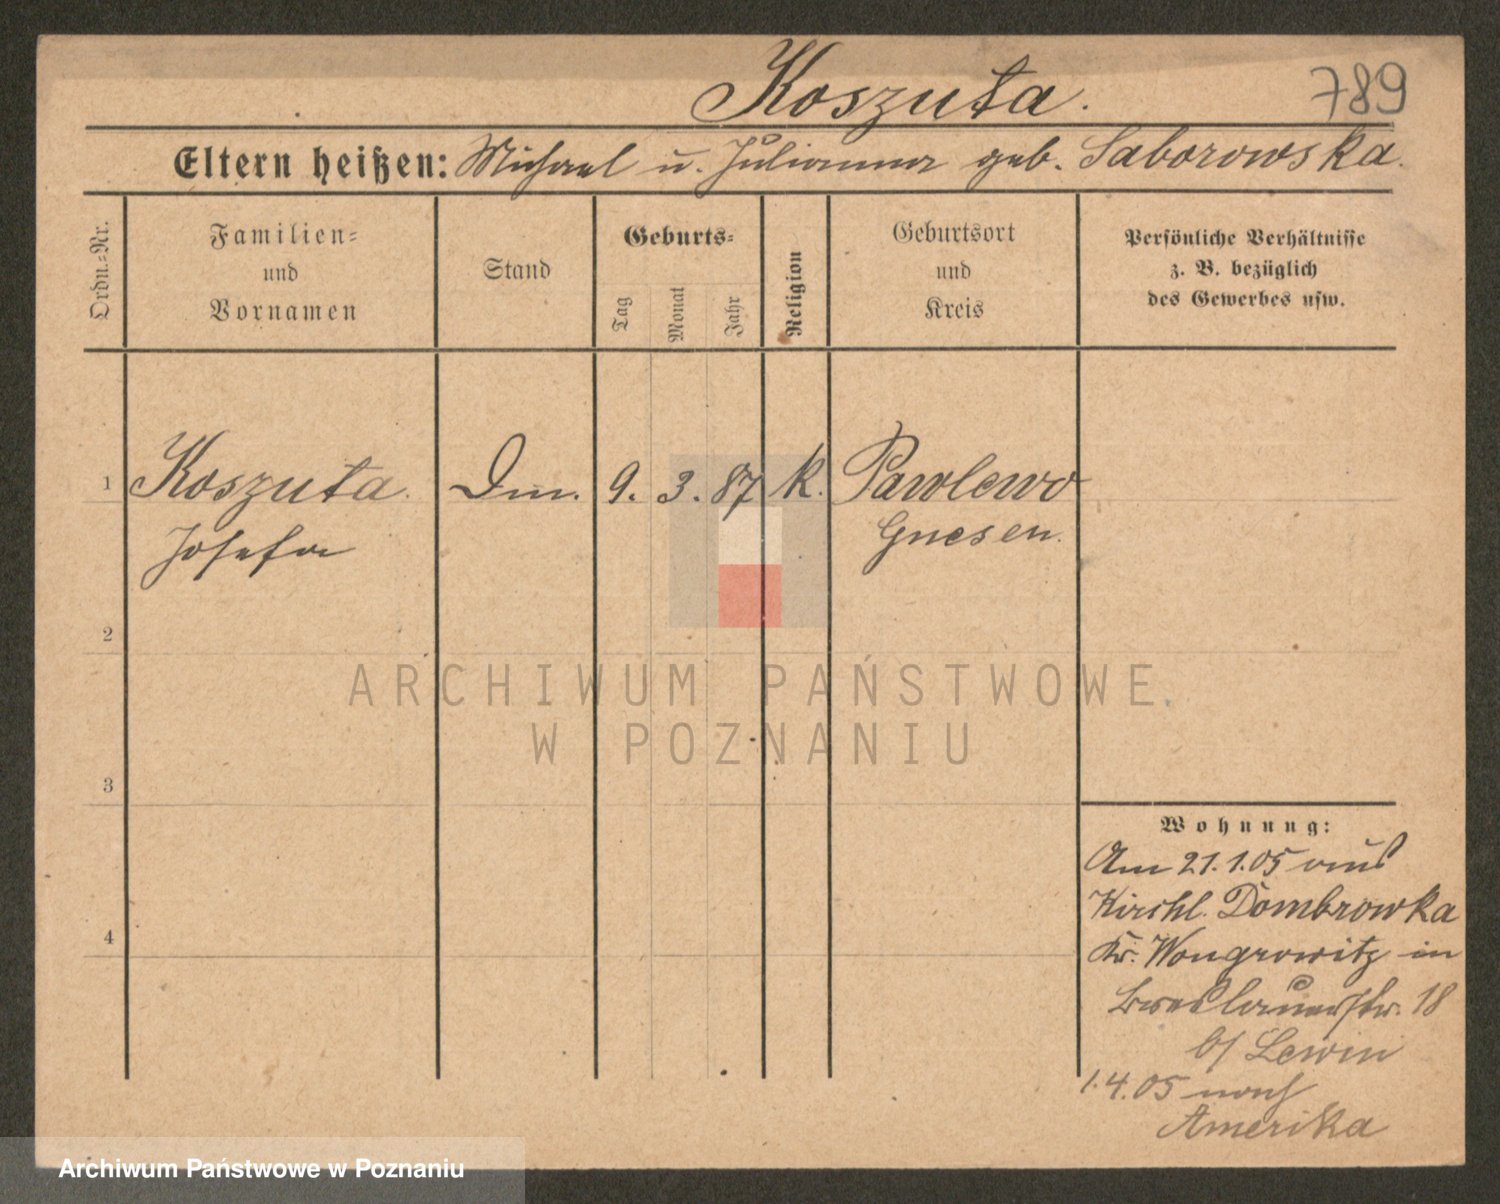 Koszuta.
789
Eltern heißen: Michael u. Julianna geb. Saborowska.
Ordn.-Nr.
Familien-
und
Vornamen
Stand
Geburts-
Tag
Monat
Jahr
Religion
Geburtsort
und
Kreis
Persönliche Verhältnisse
z. B. bezüglich
des Gewerbes usw.
1 Koszuta. 9. 3. 87 k. Pawlewo
Josefa Gnesen.
2
3
4
ARCHIWUM PAŃSTWOWE
W POZNANIU
Wohnung:
Am 21.1.05 aus
Kirchl. Dombrowka
Kr. Wongrowitz in
Breslauerstr. 18
b/ Lewin
1.4.05 nach
Amerika
Archiwum Państwowe w Poznaniu